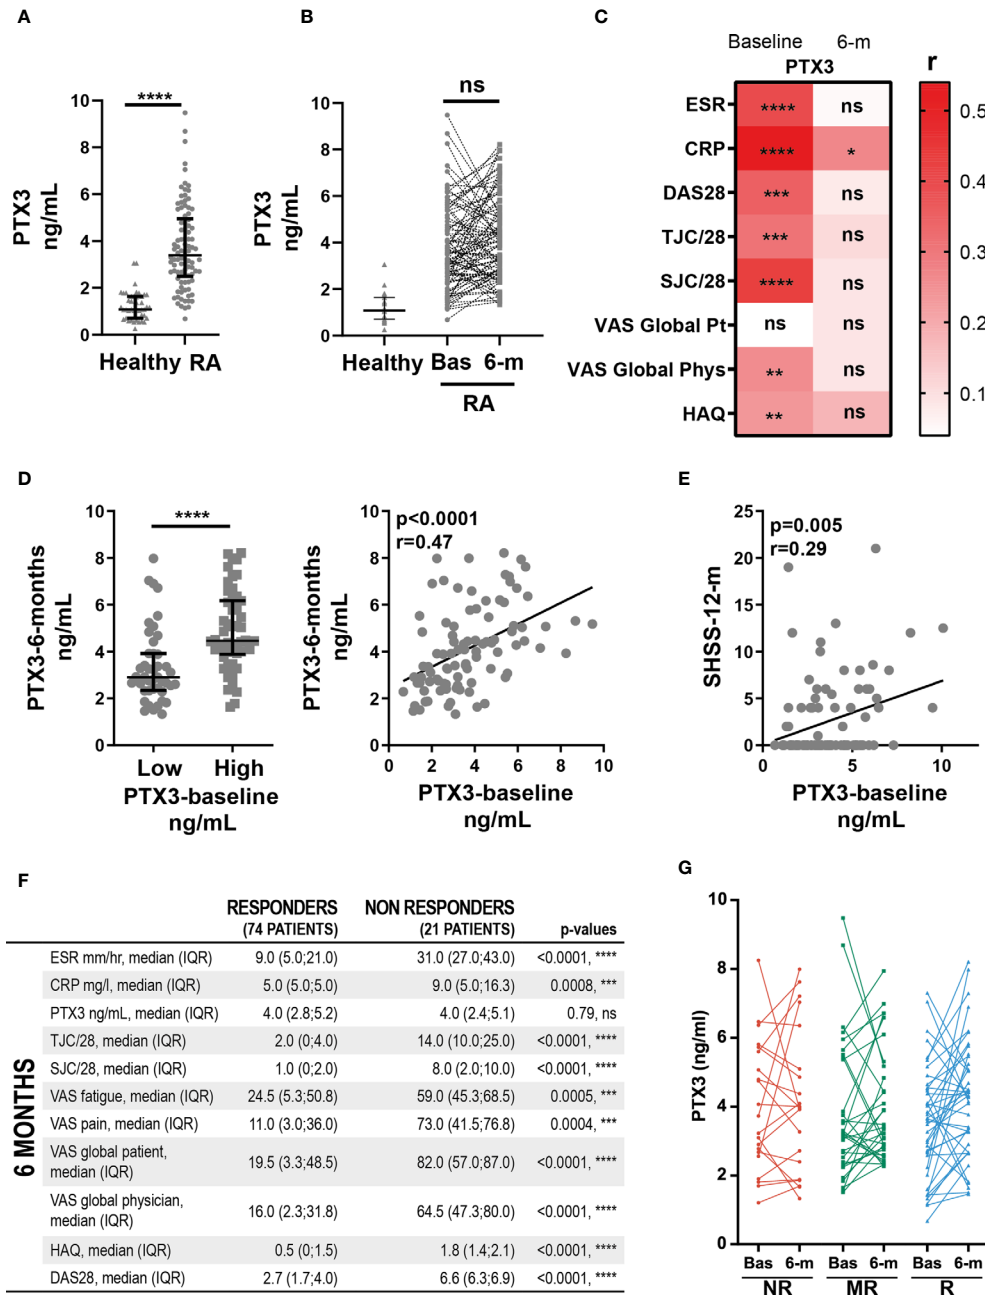 A
****
10
8
6
4
2
0
PTX3
ng/mL
Healthy RA
B
ns
10
8
6
4
2
0
PTX3
ng/mL
Healthy
Bas 6-m
RA
C
Baseline 6-m
PTX3
r
ESR **** ns
CRP **** *
DAS28 *** ns
TJC/28 *** ns
SJC/28 **** ns
VAS Global Pt ns ns
VAS Global Phys ** ns
HAQ ** ns
0.5
0.4
0.3
0.2
0.1
D
****
10
8
6
4
2
0
PTX3-6-months
ng/mL
Low High
PTX3-baseline
ng/mL
p<0.0001
r=0.47
10
8
6
4
2
0
PTX3-6-months
ng/mL
0 2 4 6 8 10
PTX3-baseline
ng/mL
E
p=0.005
r=0.29
25
20
15
10
5
0
SHSS-12-m
0 5 10
PTX3-baseline
ng/mL
F
RESPONDERS NON RESPONDERS
(74 PATIENTS) (21 PATIENTS) p-values
6 MONTHS
ESR mm/hr, median (IQR) 9.0 (5.0;21.0) 31.0 (27.0;43.0) <0.0001, ****
CRP mg/l, median (IQR) 5.0 (5.0;5.0) 9.0 (5.0;16.3) 0.0008, ***
PTX3 ng/mL, median (IQR) 4.0 (2.8;5.2) 4.0 (2.4;5.1) 0.79, ns
TJC/28, median (IQR) 2.0 (0;4.0) 14.0 (10.0;25.0) <0.0001, ****
SJC/28, median (IQR) 1.0 (0;2.0) 8.0 (2.0;10.0) <0.0001, ****
VAS fatigue, median (IQR) 24.5 (5.3;50.8) 59.0 (45.3;68.5) 0.0005, ***
VAS pain, median (IQR) 11.0 (3.0;36.0) 73.0 (41.5;76.8) 0.0004, ***
VAS global patient,
median (IQR) 19.5 (3.3;48.5) 82.0 (57.0;87.0) <0.0001, ****
VAS global physician,
median (IQR) 16.0 (2.3;31.8) 64.5 (47.3;80.0) <0.0001, ****
HAQ, median (IQR) 0.5 (0;1.5) 1.8 (1.4;2.1) <0.0001, ****
DAS28, median (IQR) 2.7 (1.7;4.0) 6.6 (6.3;6.9) <0.0001, ****
G
10
8
6
4
2
0
PTX3 (ng/ml)
Bas 6-m Bas 6-m Bas 6-m
NR MR R